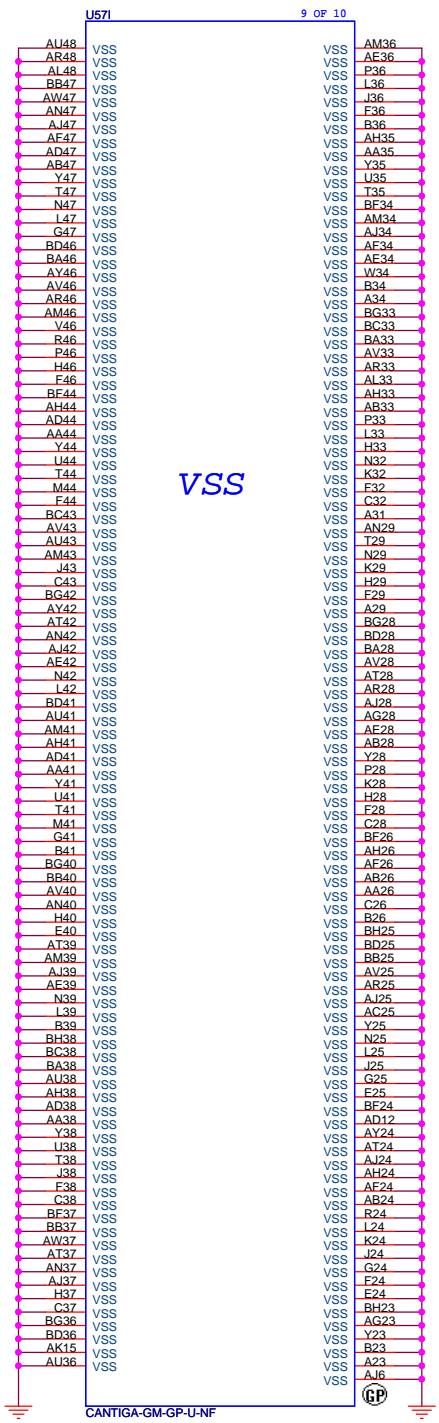 U57I 9 OF 10
AU48 VSS VSS AM36
AR48 VSS VSS AE36
AL48 VSS VSS P36
BB47 VSS VSS L36
AW47 VSS VSS J36
AN47 VSS VSS F36
AJ47 VSS VSS B36
AF47 VSS VSS AH35
AD47 VSS VSS AA35
AB47 VSS VSS Y35
Y47 VSS VSS U35
T47 VSS VSS T35
N47 VSS VSS BF34
L47 VSS VSS AM34
G47 VSS VSS AJ34
BD46 VSS VSS AF34
BA46 VSS VSS AE34
AY46 VSS VSS W34
AV46 VSS VSS B34
AR46 VSS VSS A34
AM46 VSS VSS BG33
V46 VSS VSS BC33
R46 VSS VSS BA33
P46 VSS VSS AV33
H46 VSS VSS AR33
F46 VSS VSS AL33
BF44 VSS VSS AH33
AH44 VSS VSS AB33
AD44 VSS VSS P33
AA44 VSS VSS L33
Y44 VSS VSS H33
U44 VSS VSS N32
T44 VSS VSS K32
VSS
M44 VSS VSS F32
F44 VSS VSS C32
BC43 VSS VSS A31
AV43 VSS VSS AN29
AU43 VSS VSS T29
AM43 VSS VSS N29
J43 VSS VSS K29
C43 VSS VSS H29
BG42 VSS VSS F29
AY42 VSS VSS A29
AT42 VSS VSS BG28
AN42 VSS VSS BD28
AJ42 VSS VSS BA28
AE42 VSS VSS AV28
N42 VSS VSS AT28
L42 VSS VSS AR28
BD41 VSS VSS AJ28
AU41 VSS VSS AG28
AM41 VSS VSS AE28
AH41 VSS VSS AB28
AD41 VSS VSS Y28
AA41 VSS VSS P28
Y41 VSS VSS K28
U41 VSS VSS H28
T41 VSS VSS F28
M41 VSS VSS C28
G41 VSS VSS BF26
B41 VSS VSS AH26
BG40 VSS VSS AF26
BB40 VSS VSS AB26
AV40 VSS VSS AA26
AN40 VSS VSS C26
H40 VSS VSS B26
E40 VSS VSS BH25
AT39 VSS VSS BD25
AM39 VSS VSS BB25
AJ39 VSS VSS AV25
AE39 VSS VSS AR25
N39 VSS VSS AJ25
L39 VSS VSS AC25
B39 VSS VSS Y25
BH38 VSS VSS N25
BC38 VSS VSS L25
BA38 VSS VSS J25
AU38 VSS VSS G25
AH38 VSS VSS E25
AD38 VSS VSS BF24
AA38 VSS VSS AD12
Y38 VSS VSS AY24
U38 VSS VSS AT24
T38 VSS VSS AJ24
J38 VSS VSS AH24
F38 VSS VSS AF24
C38 VSS VSS AB24
BF37 VSS VSS R24
BB37 VSS VSS L24
AW37 VSS VSS K24
AT37 VSS VSS J24
AN37 VSS VSS G24
AJ37 VSS VSS F24
H37 VSS VSS E24
C37 VSS VSS BH23
BG36 VSS VSS AG23
BD36 VSS VSS Y23
AK15 VSS VSS B23
AU36 VSS VSS A23
VSS AJ6
GP
CANTIGA-GM-GP-U-NF